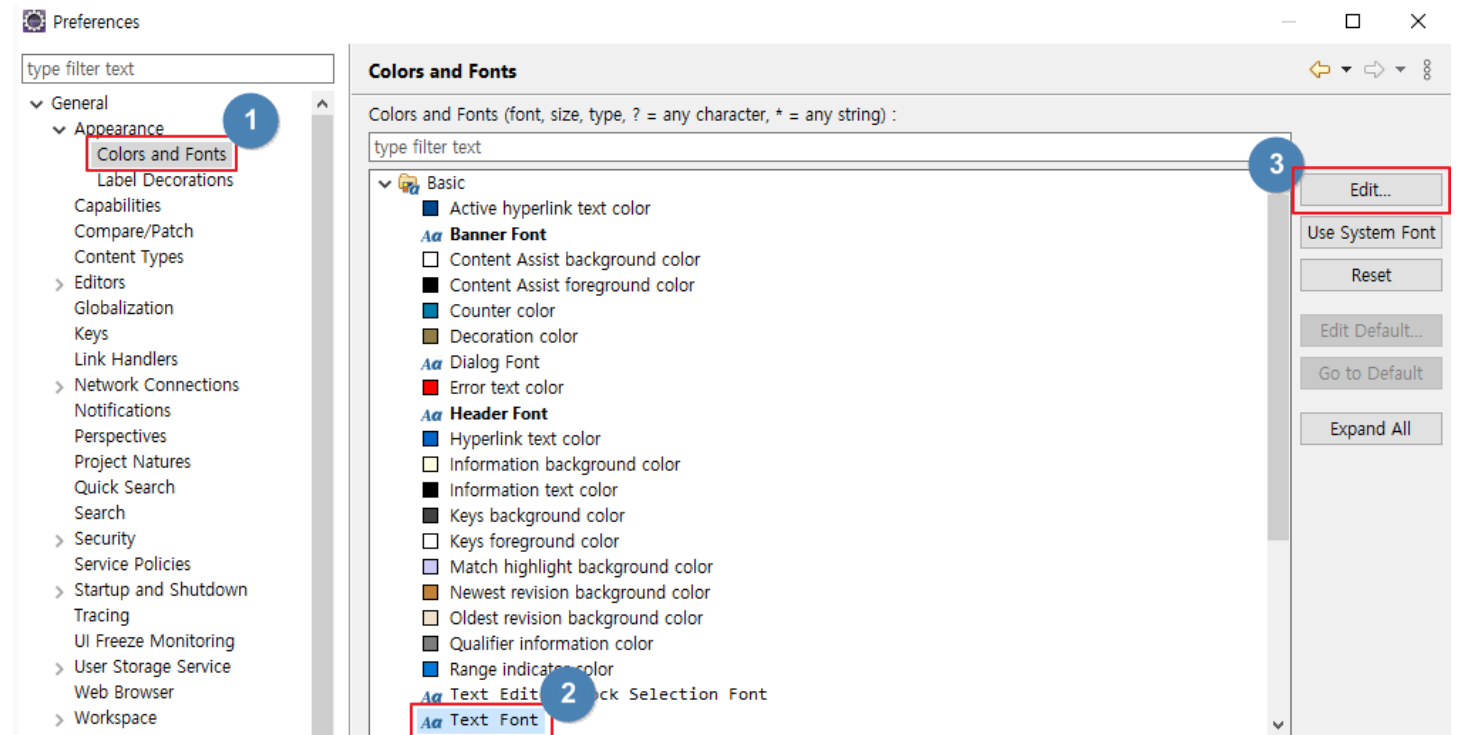 Preferences
type filter text
General
Appearance
1
Colors and Fonts
Label Decorations
Capabilities
Compare/Patch
Content Types
Editors
Globalization
Keys
Link Handlers
Network Connections
Notifications
Perspectives
Project Natures
Quick Search
Search
Security
Service Policies
Startup and Shutdown
Tracing
UI Freeze Monitoring
User Storage Service
Web Browser
Workspace
Colors and Fonts
Colors and Fonts (font, size, type, ? = any character, * = any string) :
type filter text
Basic
Active hyperlink text color
Aa Banner Font
Content Assist background color
Content Assist foreground color
Counter color
Decoration color
Aa Dialog Font
Error text color
Aa Header Font
Hyperlink text color
Information background color
Information text color
Keys background color
Keys foreground color
Match highlight background color
Newest revision background color
Oldest revision background color
Qualifier information color
Range indicator color
Aa Text Edit ock Selection Font
2
Aa Text Font
3
Edit...
Use System Font
Reset
Edit Default...
Go to Default
Expand All